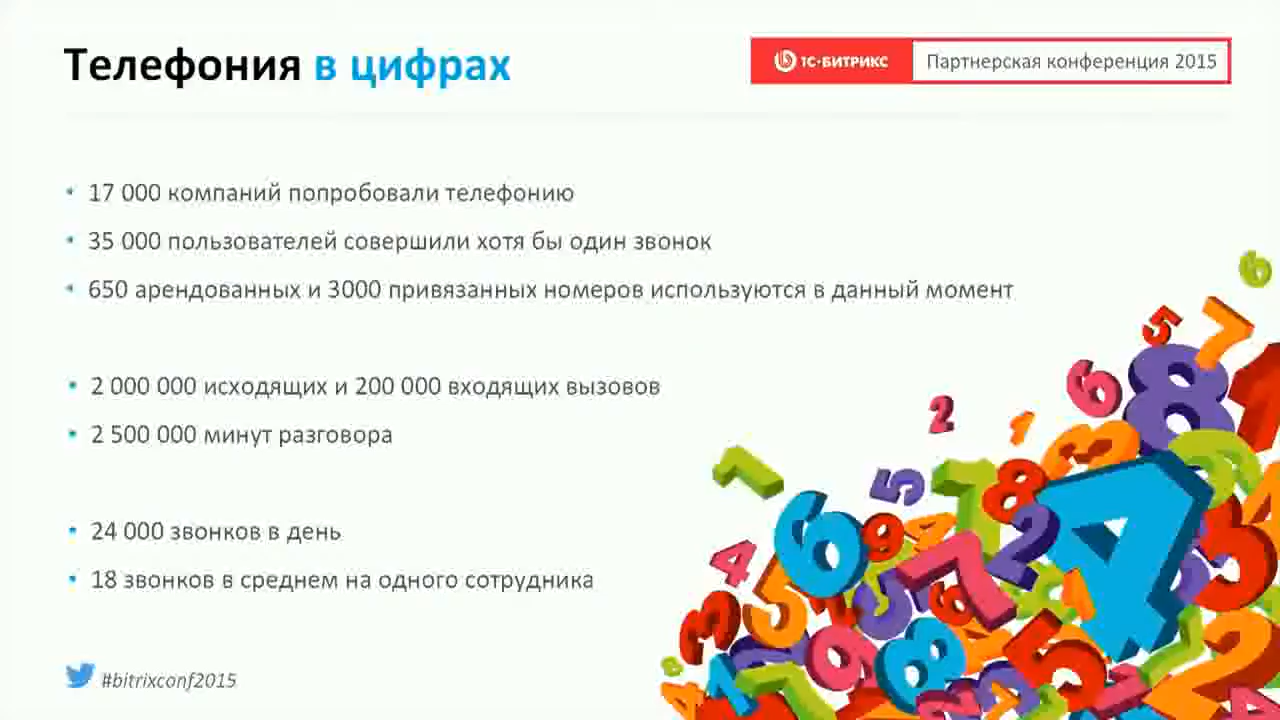 Телефония в цифрах
1С·БИТРИКС
Партнерская конференция 2015
• 17 000 компаний попробовали телефонию
• 35 000 пользователей совершили хотя бы один звонок
• 650 арендованных и 3000 привязанных номеров используются в данный момент
• 2 000 000 исходящих и 200 000 входящих вызовов
• 2 500 000 минут разговора
• 24 000 звонков в день
• 18 звонков в среднем на одного сотрудника
#bitrixconf2015